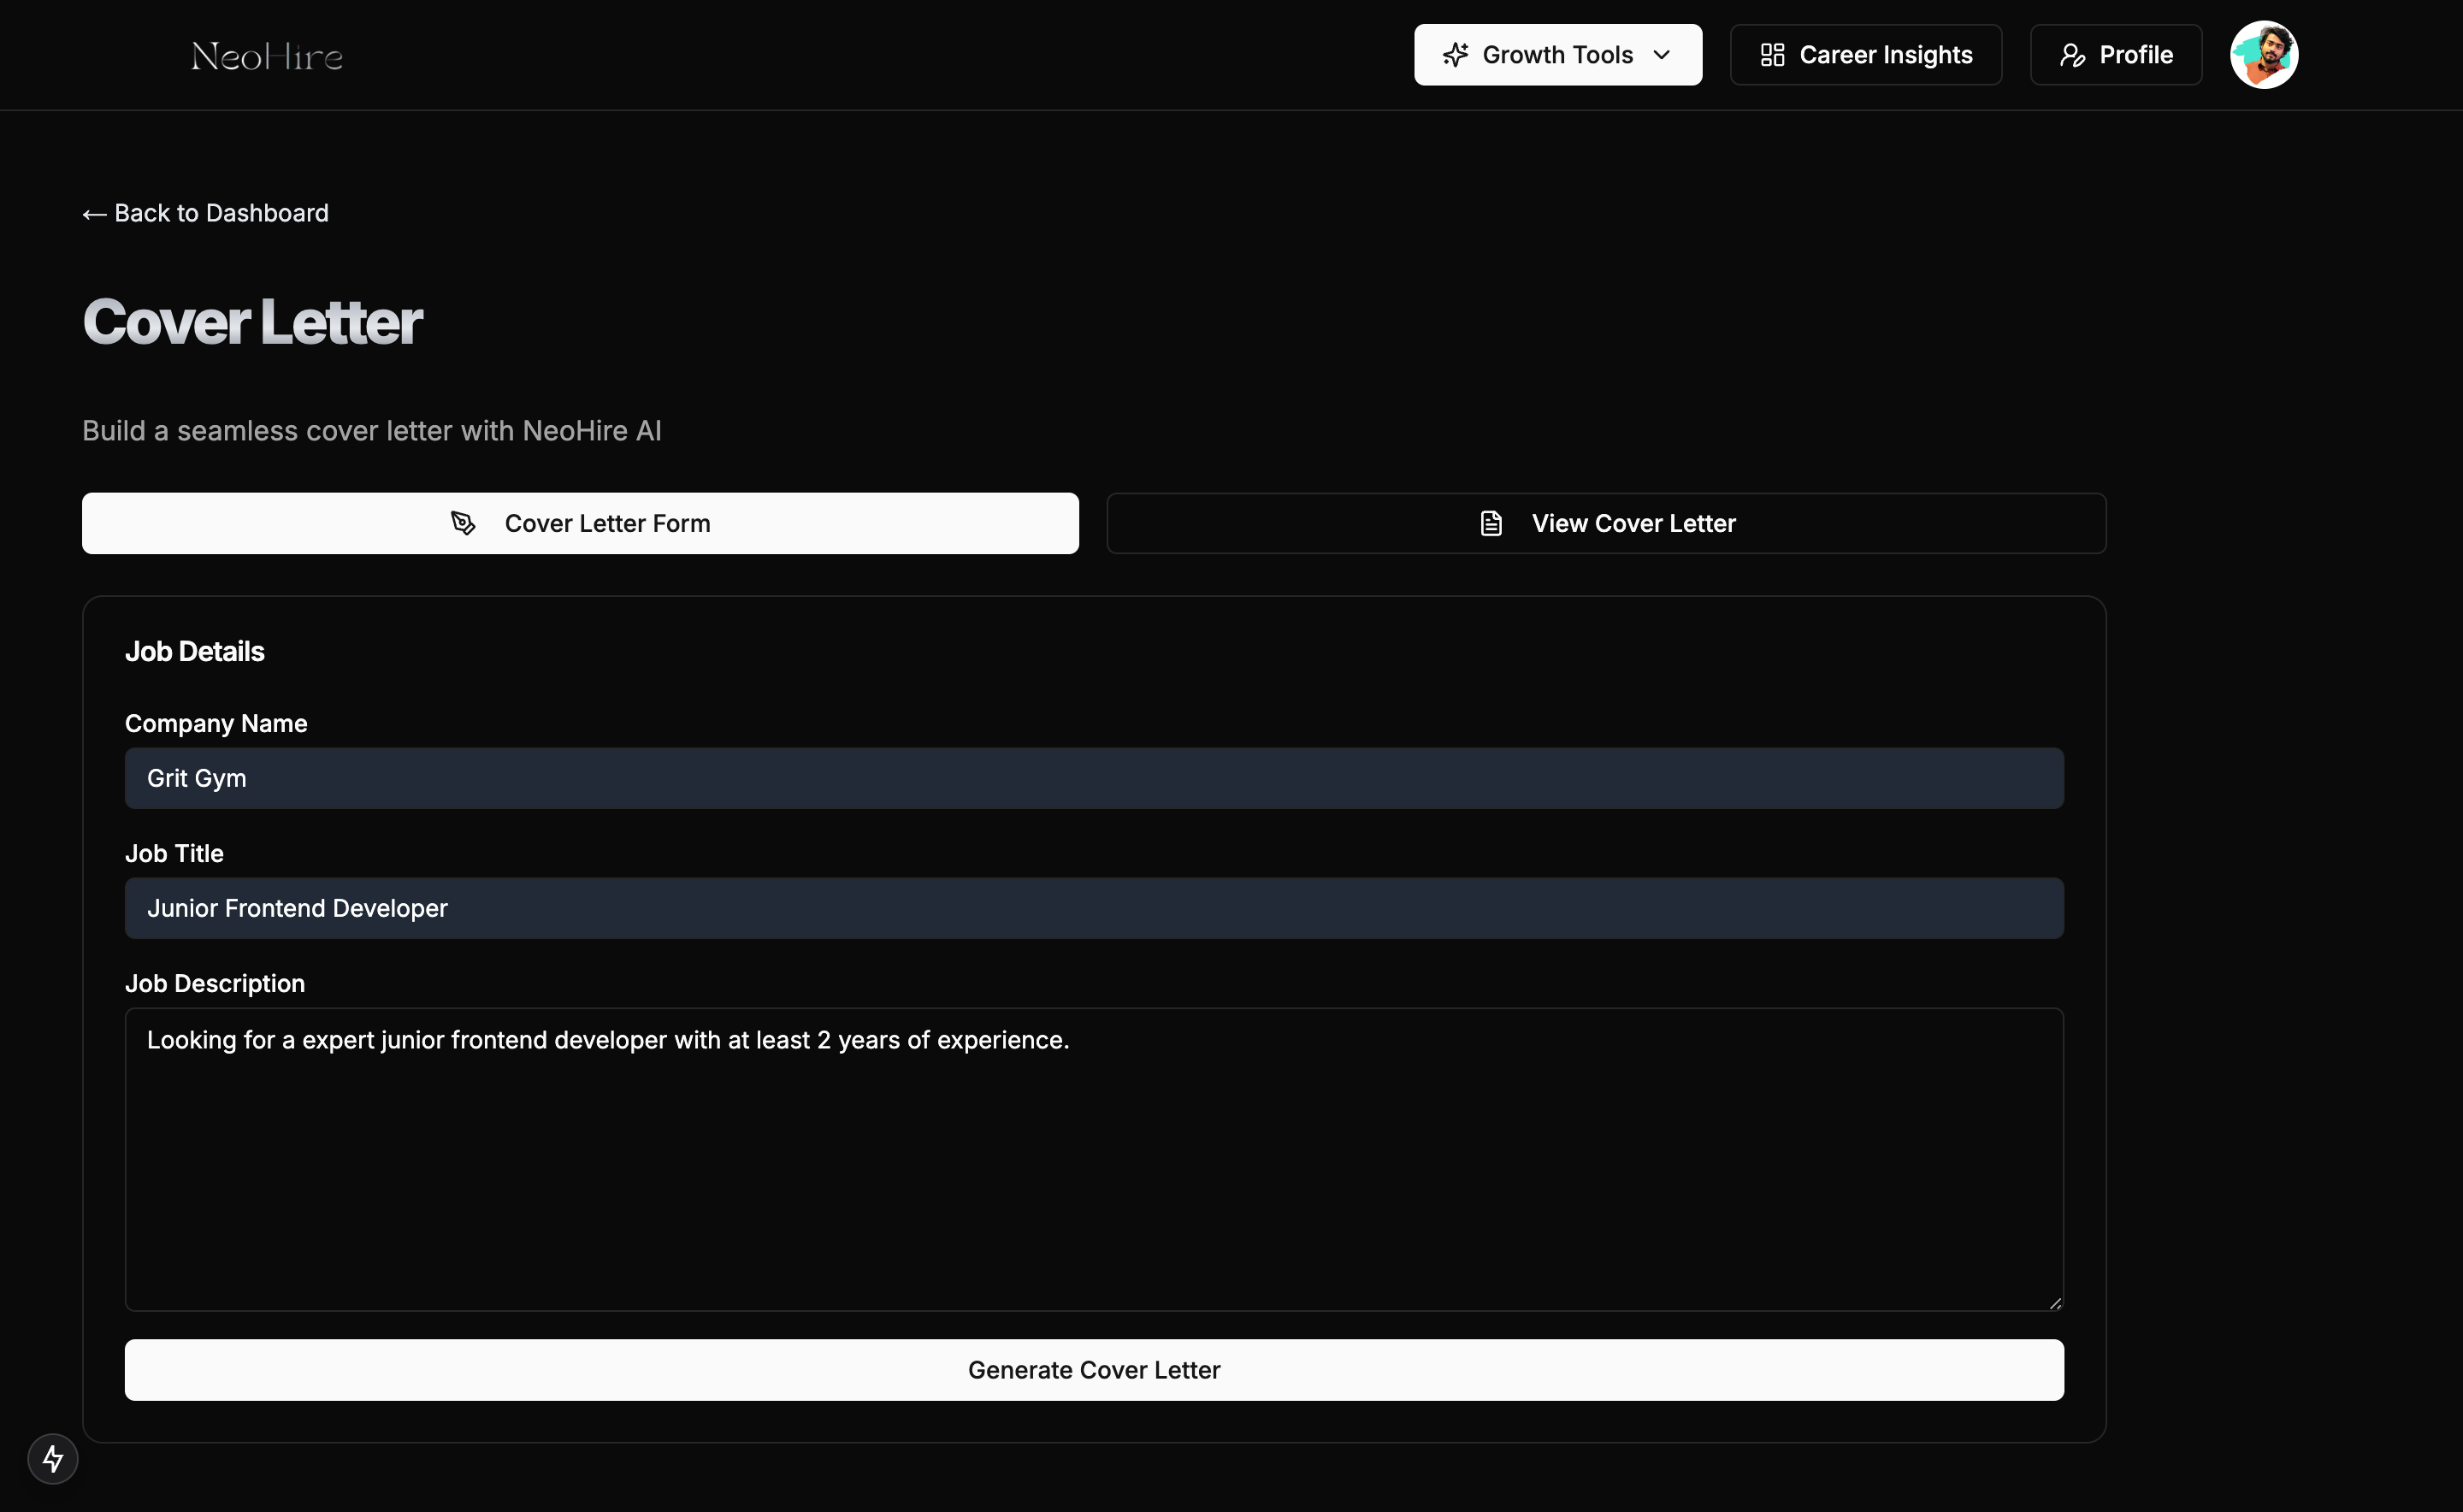 NeoHire
Growth Tools
Career Insights
Profile
← Back to Dashboard
Cover Letter
Build a seamless cover letter with NeoHire AI
Cover Letter Form
View Cover Letter
Job Details
Company Name
Grit Gym
Job Title
Junior Frontend Developer
Job Description
Looking for a expert junior frontend developer with at least 2 years of experience.
Generate Cover Letter